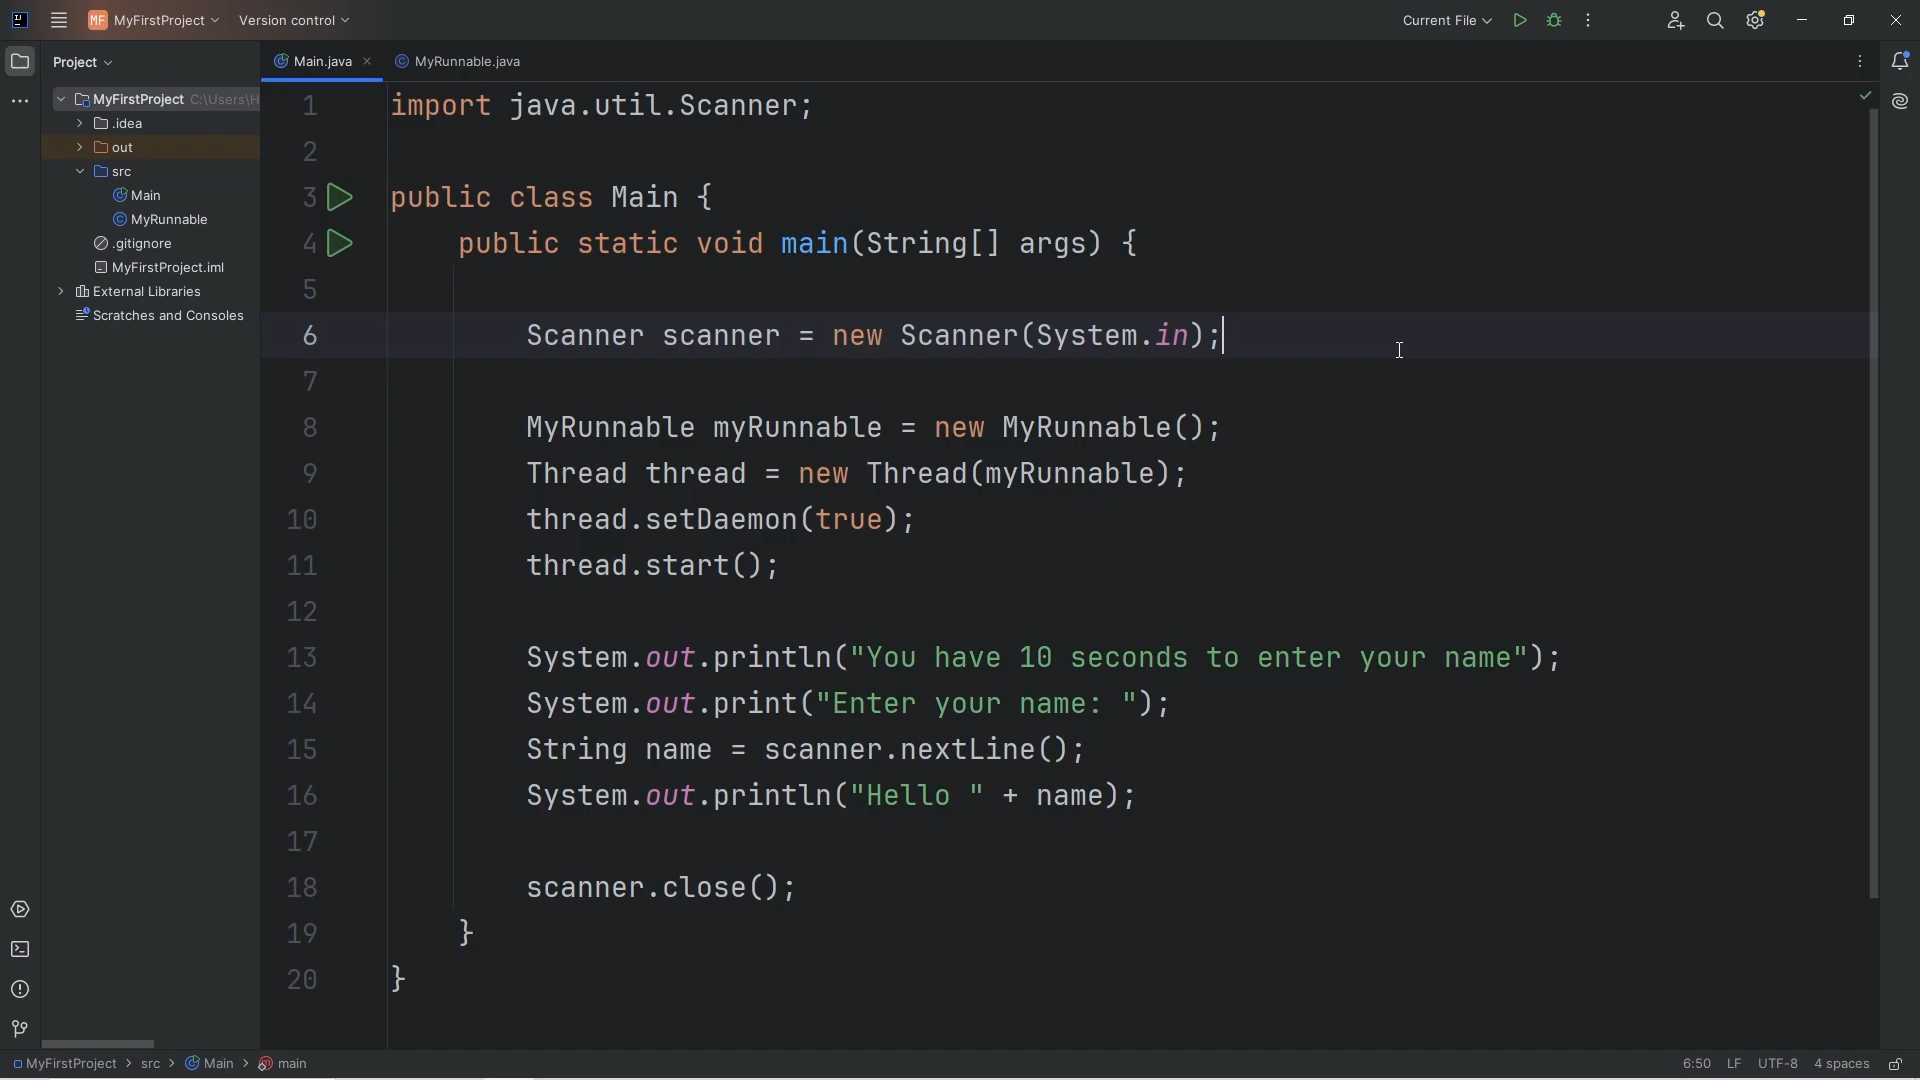 MF MyFirstProject Version control Current File
Project
Main.java MyRunnable.java
MyFirstProject C:\Users\H
.idea
out
src
Main
MyRunnable
.gitignore
MyFirstProject.iml
External Libraries
Scratches and Consoles
1 import java.util.Scanner;
2
3 public class Main {
4 public static void main(String[] args) {
5
6 Scanner scanner = new Scanner(System.in);
7
8 MyRunnable myRunnable = new MyRunnable();
9 Thread thread = new Thread(myRunnable);
10 thread.setDaemon(true);
11 thread.start();
12
13 System.out.println("You have 10 seconds to enter your name");
14 System.out.print("Enter your name: ");
15 String name = scanner.nextLine();
16 System.out.println("Hello " + name);
17
18 scanner.close();
19 }
20 }
MyFirstProject > src > Main > main 6:50 LF UTF-8 4 spaces